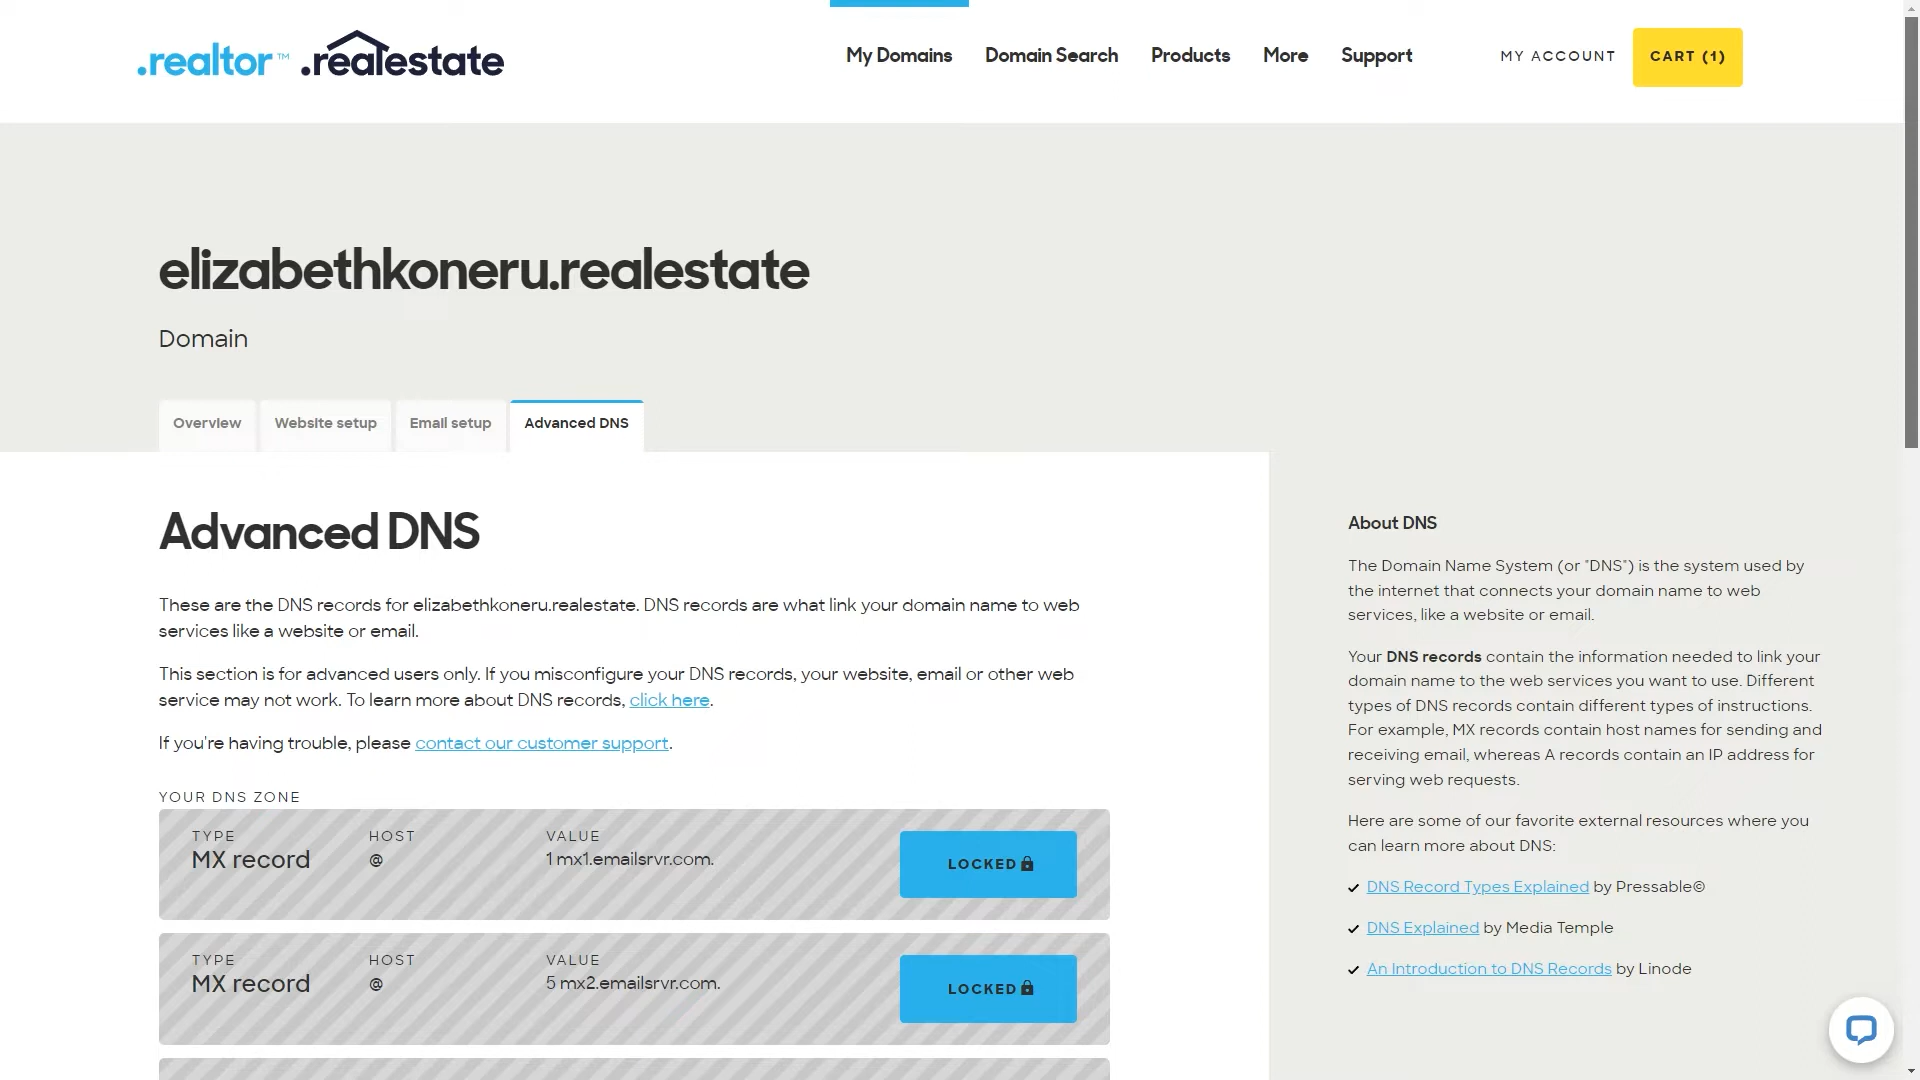 .realtor™ .realestate
My Domains Domain Search Products More Support MY ACCOUNT CART (1)
elizabethkoneru.realestate
Domain
Overview Website setup Email setup Advanced DNS
Advanced DNS
These are the DNS records for elizabethkoneru.realestate. DNS records are what link your domain name to web
services like a website or email.
This section is for advanced users only. If you misconfigure your DNS records, your website, email or other web
service may not work. To learn more about DNS records, click here.
If you're having trouble, please contact our customer support.
YOUR DNS ZONE
TYPE HOST VALUE
MX record @ 1 mx1.emailsrvr.com. LOCKED
TYPE HOST VALUE
MX record @ 5 mx2.emailsrvr.com. LOCKED
About DNS
The Domain Name System (or "DNS") is the system used by
the internet that connects your domain name to web
services, like a website or email.
Your DNS records contain the information needed to link your
domain name to the web services you want to use. Different
types of DNS records contain different types of instructions.
For example, MX records contain host names for sending and
receiving email, whereas A records contain an IP address for
serving web requests.
Here are some of our favorite external resources where you
can learn more about DNS:
DNS Record Types Explained by Pressable©
DNS Explained by Media Temple
An Introduction to DNS Records by Linode